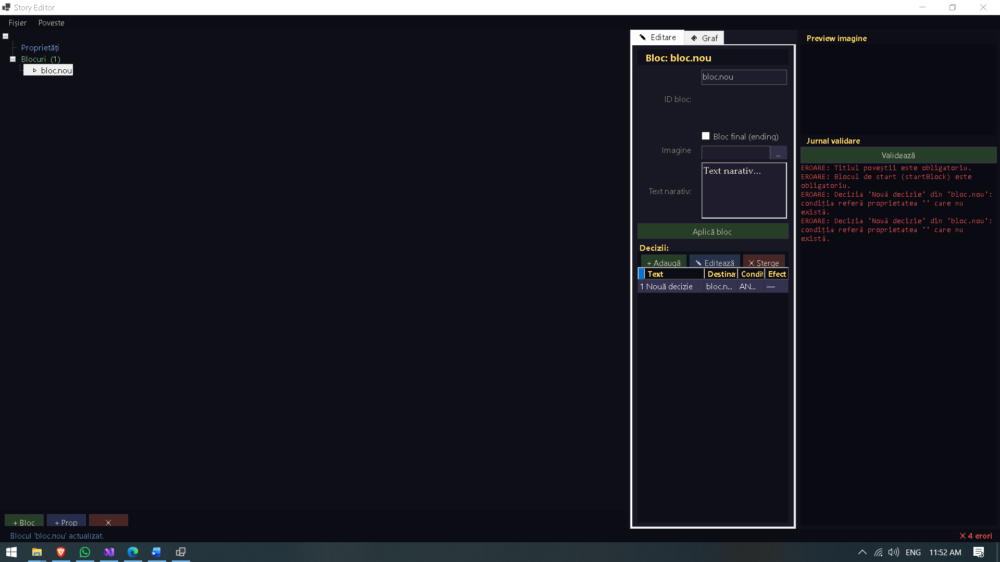 Story Editor
Fișier Poveste
Proprietăți
Blocuri (1)
bloc.nou
+ Bloc + Prop X
Blocul 'bloc.nou' actualizat.
Editare Graf
Bloc: bloc.nou
bloc.nou
ID bloc:
Bloc final (ending)
Imagine
...
Text narativ...
Text narativ:
Aplică bloc
Decizii:
+ Adaugă Editează X Șterge
Text Destina Condi Efect
1 Nouă decizie bloc.n... AN... —
Preview imagine
Jurnal validare
Validează
EROARE: Titlul poveștii este obligatoriu.
EROARE: Blocul de start (startBlock) este
obligatoriu.
EROARE: Decizia 'Nouă decizie' din 'bloc.nou':
condiția referă proprietatea '' care nu
există.
EROARE: Decizia 'Nouă decizie' din 'bloc.nou':
condiția referă proprietatea '' care nu
există.
X 4 erori
ENG 11:52 AM